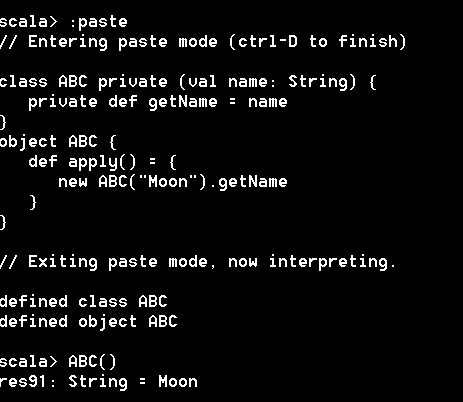 scala> :paste
// Entering paste mode (ctrl-D to finish)
class ABC private (val name: String) {
   private def getName = name
}
object ABC {
   def apply() = {
      new ABC("Moon").getName
   }
}
// Exiting paste mode, now interpreting.
defined class ABC
defined object ABC
scala> ABC()
res91: String = Moon